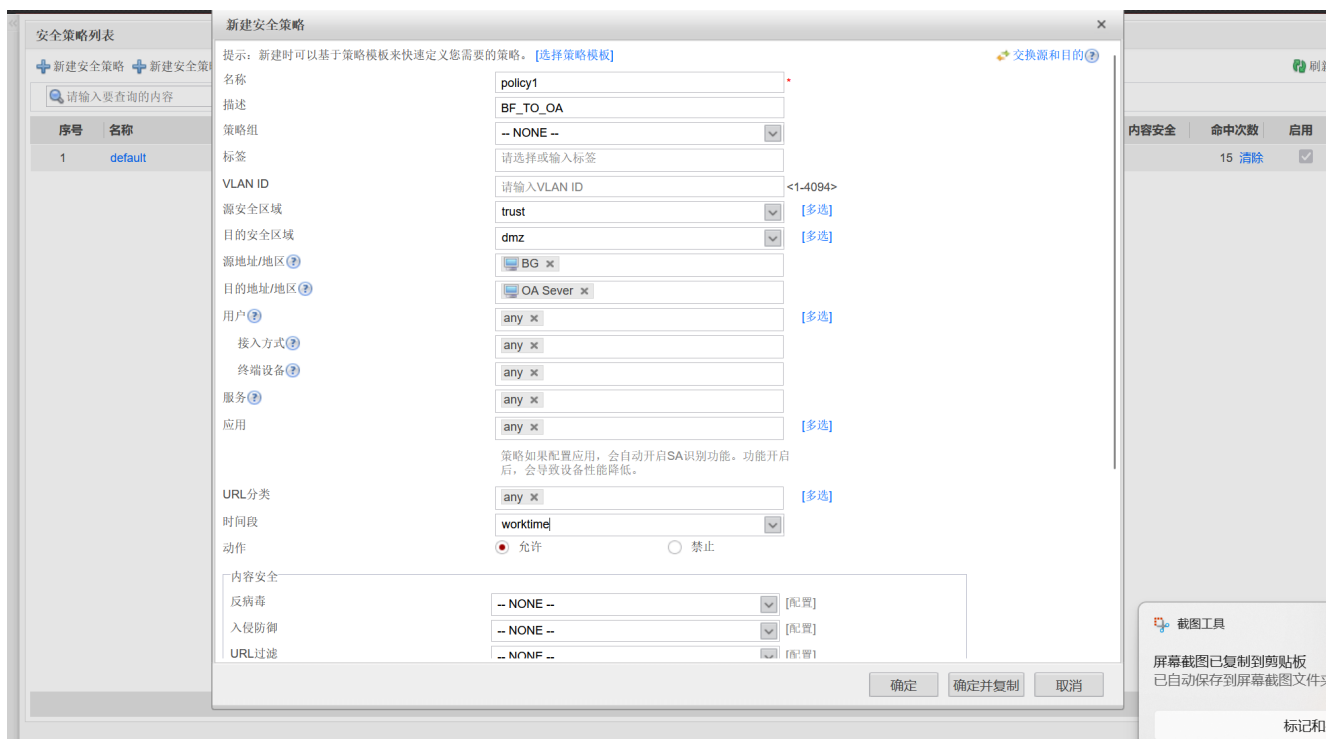 安全策略列表
新建安全策略 新建安全策
请输入要查询的内容
刷新
序号 名称 内容安全 命中次数 启用
1 default 15 清除
新建安全策略
提示：新建时可以基于策略模板来快速定义您需要的策略。 [选择策略模板] 交换源和目的
名称 policy1 *
描述 BF_TO_OA
策略组 -- NONE --
标签 请选择或输入标签
VLAN ID 请输入VLAN ID <1-4094>
源安全区域 trust [多选]
目的安全区域 dmz [多选]
源地址/地区 BG
目的地址/地区 OA Sever
用户 any [多选]
接入方式 any
终端设备 any
服务 any
应用 any [多选]
策略如果配置应用，会自动开启SA识别功能。功能开启
后，会导致设备性能降低。
URL分类 any [多选]
时间段 worktime
动作 允许 禁止
内容安全
反病毒 -- NONE -- [配置]
入侵防御 -- NONE -- [配置]
URL过滤 -- NONE -- [配置]
确定 确定并复制 取消
截图工具
屏幕截图已复制到剪贴板
已自动保存到屏幕截图文件夹
标记和